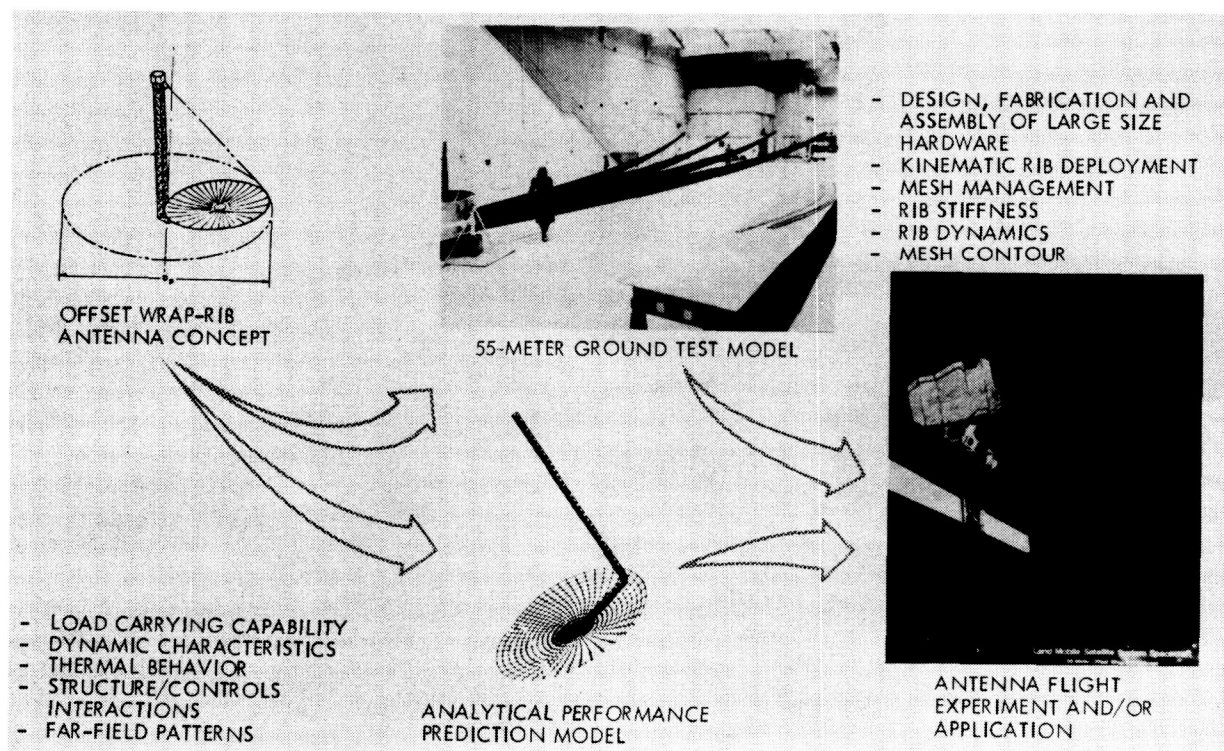 OFFSET WRAP-RIB
ANTENNA CONCEPT
55-METER GROUND TEST MODEL
- DESIGN, FABRICATION AND
ASSEMBLY OF LARGE SIZE
HARDWARE
- KINEMATIC RIB DEPLOYMENT
- MESH MANAGEMENT
- RIB STIFFNESS
- RIB DYNAMICS
- MESH CONTOUR
- LOAD CARRYING CAPABILITY
- DYNAMIC CHARACTERISTICS
- THERMAL BEHAVIOR
- STRUCTURE/CONTROLS
INTERACTIONS
- FAR-FIELD PATTERNS
ANALYTICAL PERFORMANCE
PREDICTION MODEL
Land Mobile Satellite
ANTENNA FLIGHT
EXPERIMENT AND/OR
APPLICATION